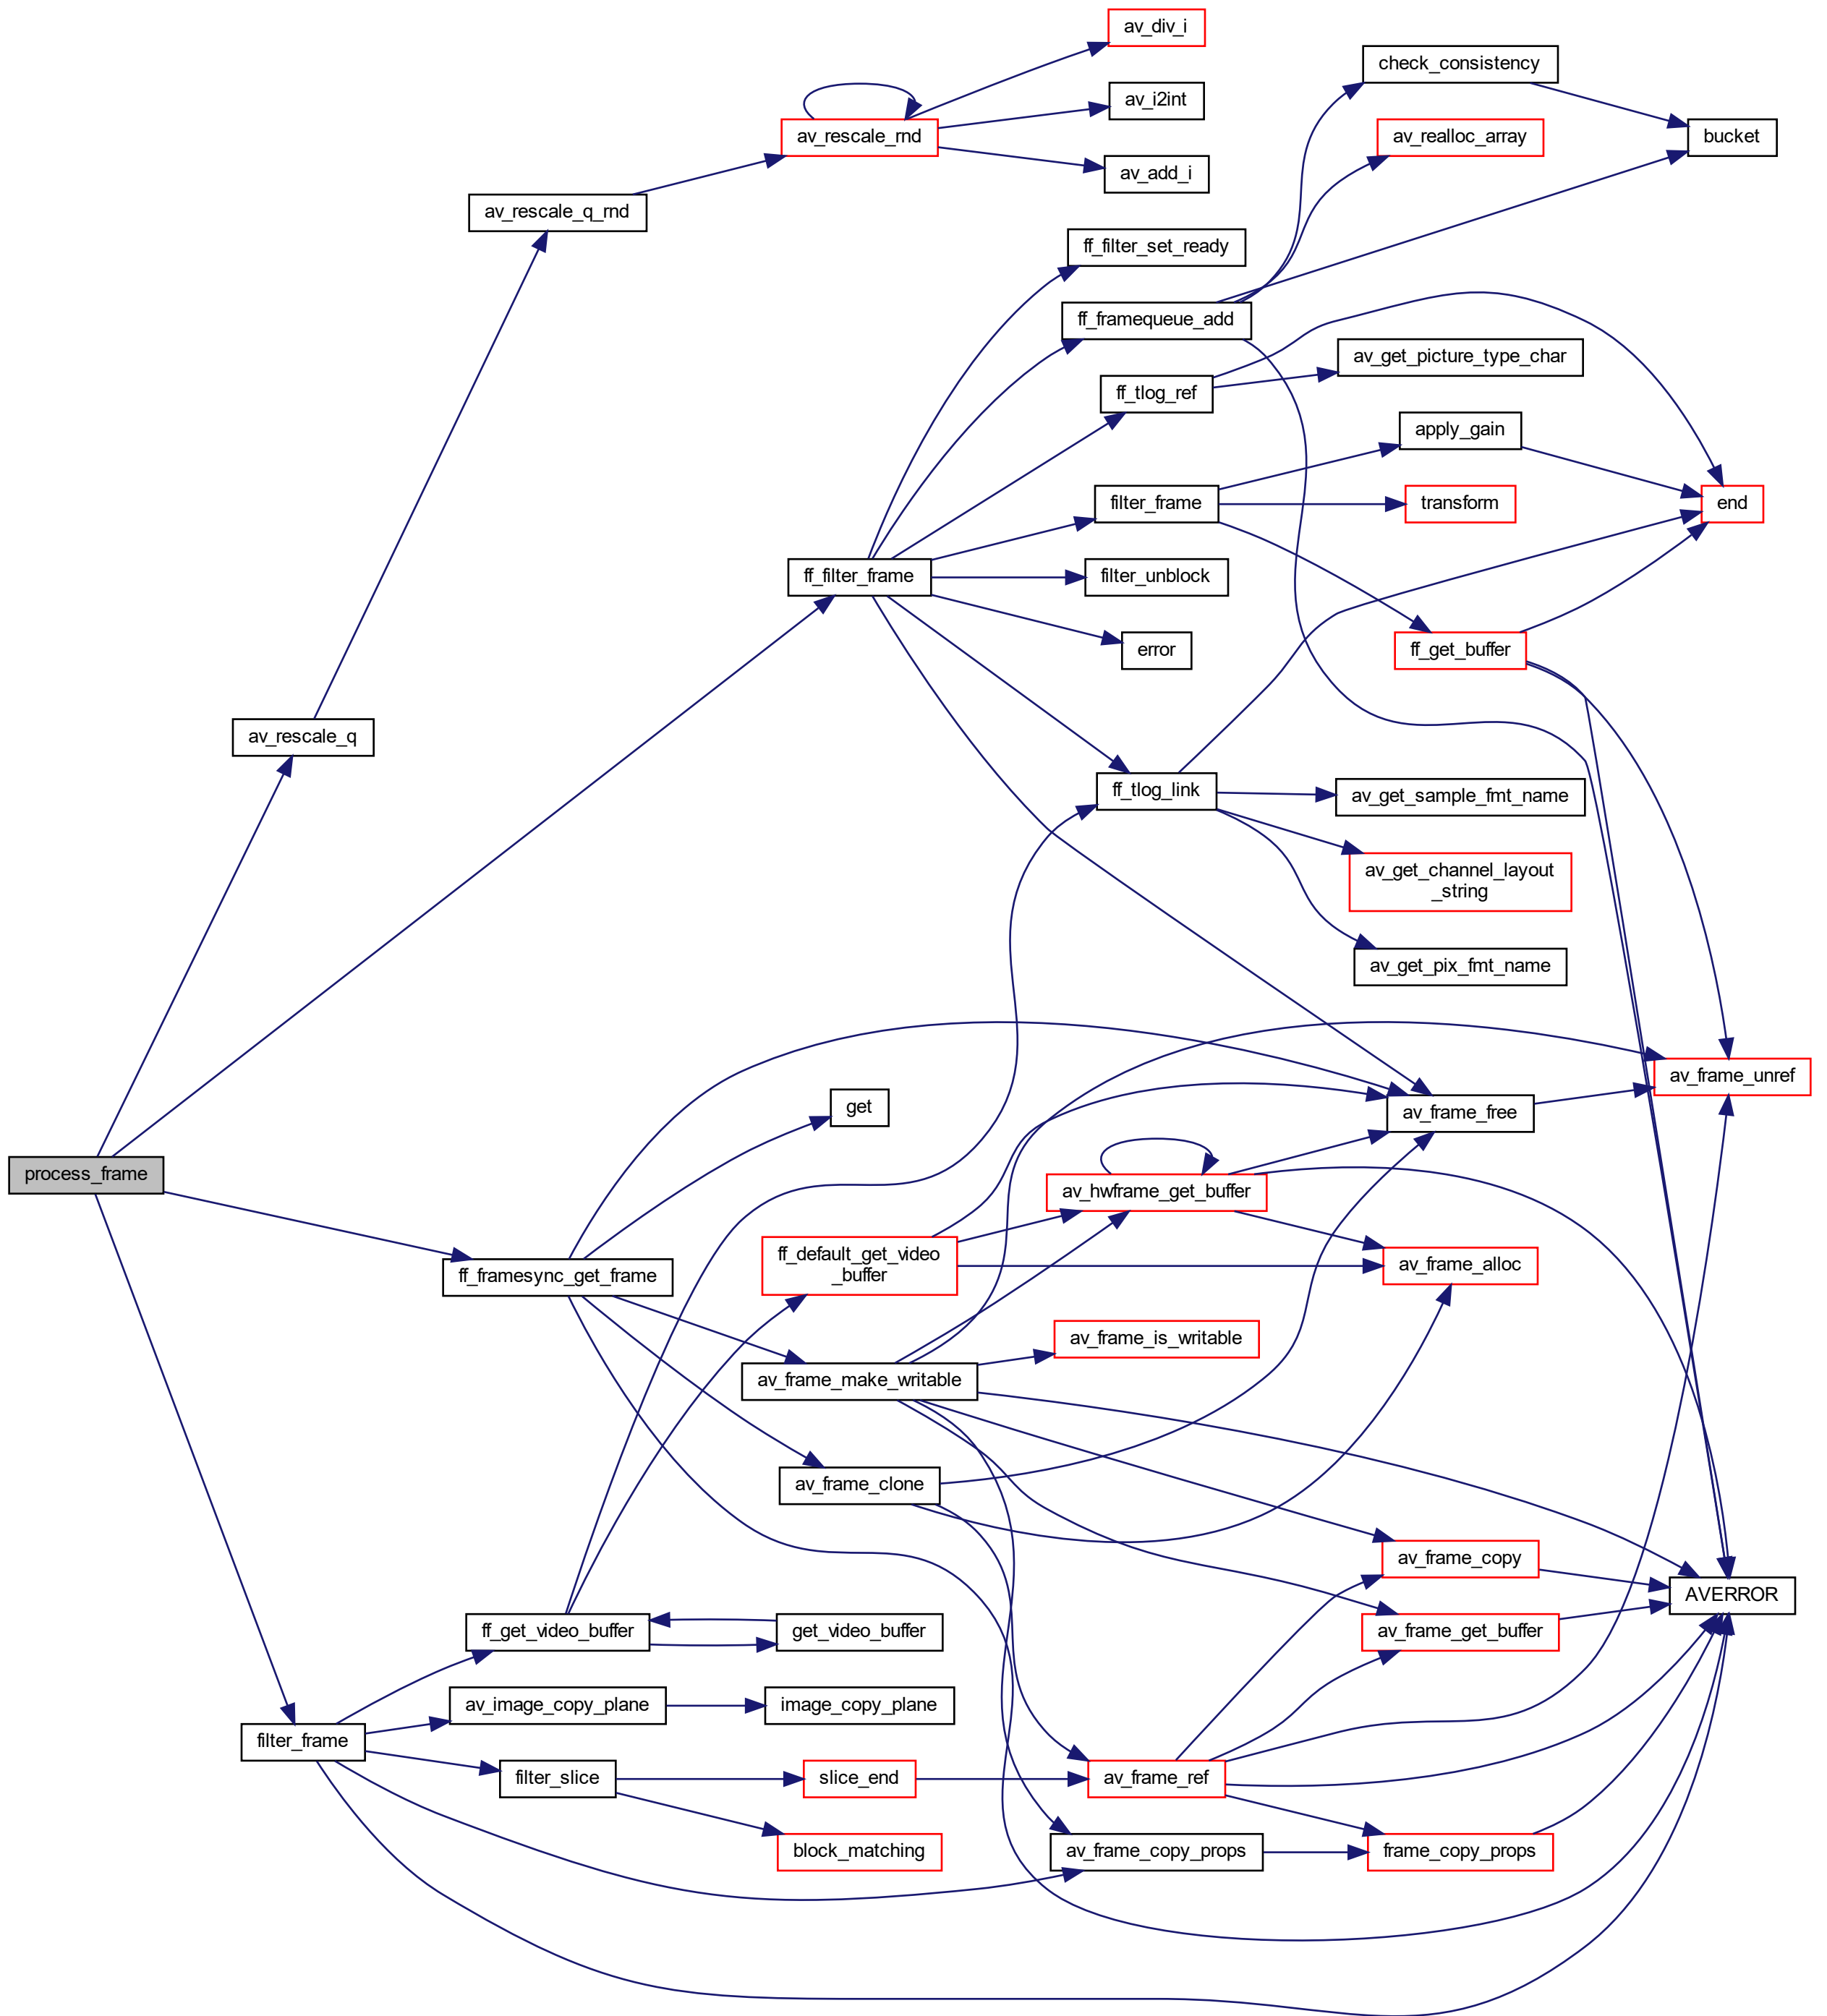 av_div_i
check_consistency
av_i2int
av_rescale_rnd
av_realloc_array
bucket
av_add_i
av_rescale_q_rnd
ff_filter_set_ready
ff_framequeue_add
av_get_picture_type_char
ff_tlog_ref
apply_gain
filter_frame
transform
end
ff_filter_frame
filter_unblock
error
ff_get_buffer
av_rescale_q
ff_tlog_link
av_get_sample_fmt_name
av_get_channel_layout
_string
av_get_pix_fmt_name
av_frame_unref
get
av_frame_free
process_frame
av_hwframe_get_buffer
ff_default_get_video
_buffer
av_frame_alloc
ff_framesync_get_frame
av_frame_is_writable
av_frame_make_writable
av_frame_clone
av_frame_copy
AVERROR
ff_get_video_buffer
get_video_buffer
av_frame_get_buffer
av_image_copy_plane
image_copy_plane
filter_frame
filter_slice
slice_end
av_frame_ref
block_matching
av_frame_copy_props
frame_copy_props